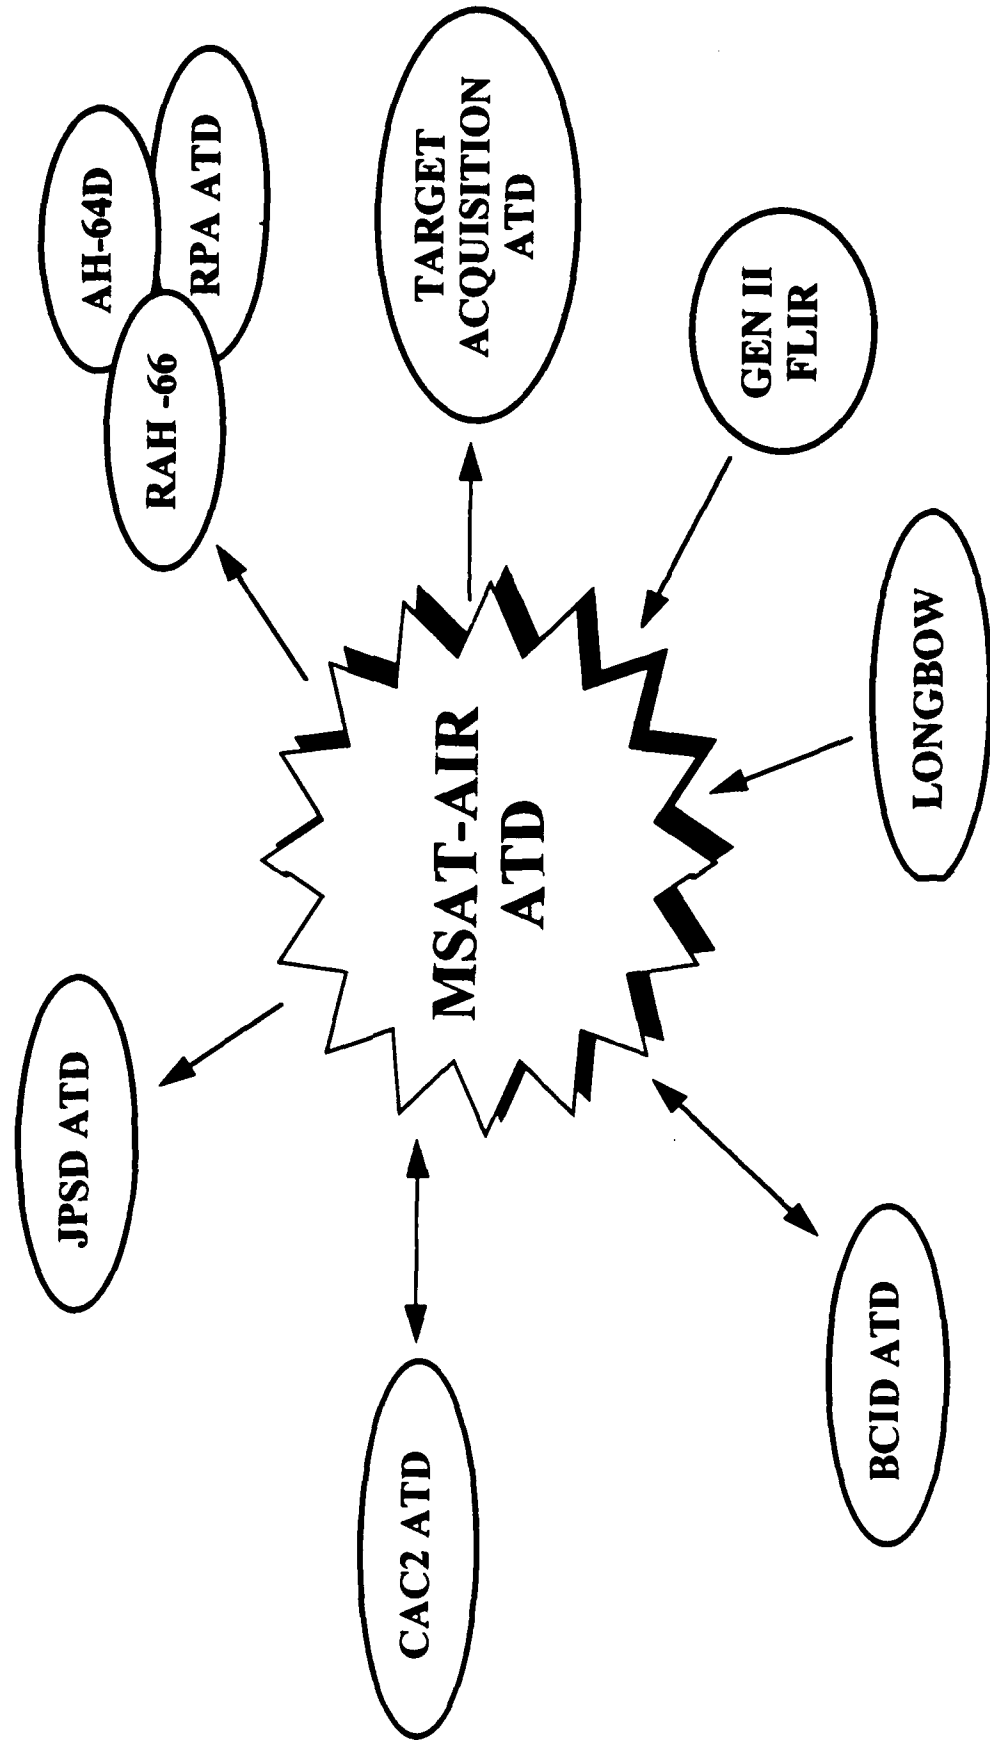 JPSD ATD
RAH -66
AH-64D
RPA ATD
CAC2 ATD
MSAT-AIR
ATD
TARGET
ACQUISITION
ATD
BCID ATD
LONGBOW
GEN II
FLIR